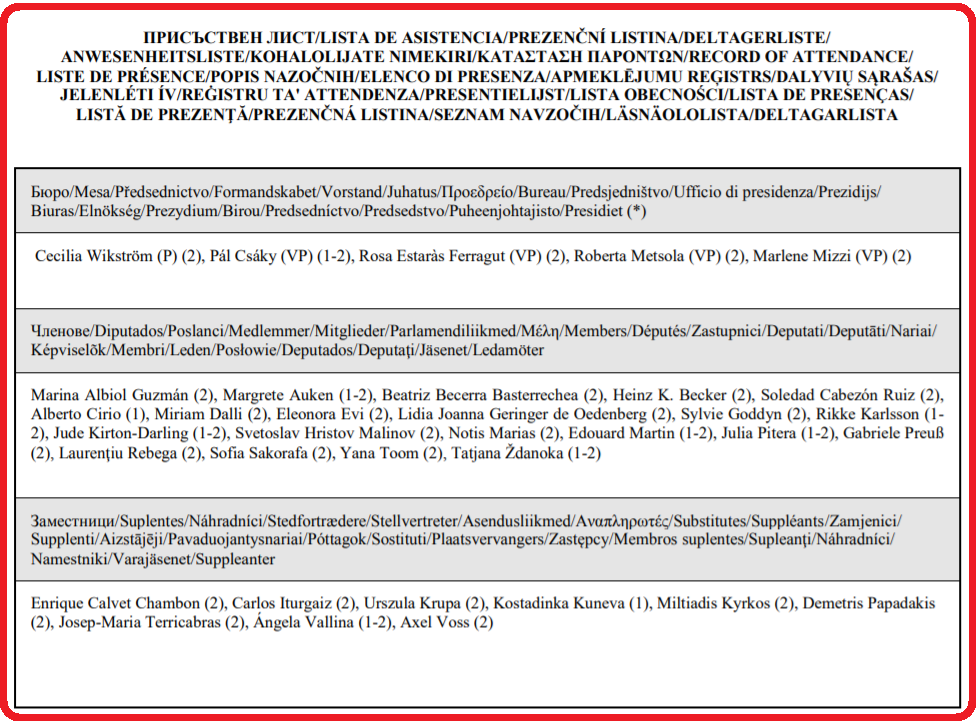 ПРИСЪСТВЕН ЛИСТ/LISTA DE ASISTENCIA/PREZENČNÍ LISTINA/DELTAGERLISTE/
ANWESENHEITSLISTE/KOHALOLIJATE NIMEKIRI/ΚΑΤΑΣΤΑΣΗ ΠΑΡΟΝΤΩΝ/RECORD OF ATTENDANCE/
LISTE DE PRÉSENCE/POPIS NAZOČNIH/ELENCO DI PRESENZA/APMEKLĒJUMU REĢISTRS/DALYVIŲ SĄRAŠAS/
JELENLÉTI ÍV/REĠISTRU TA' ATTENDENZA/PRESENTIELIJST/LISTA OBECNOŚCI/LISTA DE PRESENÇAS/
LISTĂ DE PREZENŢĂ/PREZENČNÁ LISTINA/SEZNAM NAVZOČIH/LÄSNÄOLOLISTA/DELTAGARLISTA
Бюро/Mesa/Předsednictvo/Formandskabet/Vorstand/Juhatus/Προεδρείο/Bureau/Predsjedništvo/Ufficio di presidenza/Prezidijs/
Biuras/Elnökség/Prezydium/Birou/Predsedníctvo/Predsedstvo/Puheenjohtajisto/Presidiet (*)
Cecilia Wikström (P) (2), Pál Csáky (VP) (1-2), Rosa Estaràs Ferragut (VP) (2), Roberta Metsola (VP) (2), Marlene Mizzi (VP) (2)
Членове/Diputados/Poslanci/Medlemmer/Mitglieder/Parlamendiliikmed/Μέλη/Members/Députés/Zastupnici/Deputati/Deputāti/Nariai/
Képviselõk/Membri/Leden/Posłowie/Deputados/Deputaţi/Jäsenet/Ledamöter
Marina Albiol Guzmán (2), Margrete Auken (1-2), Beatriz Becerra Basterrechea (2), Heinz K. Becker (2), Soledad Cabezón Ruiz (2),
Alberto Cirio (1), Miriam Dalli (2), Eleonora Evi (2), Lidia Joanna Geringer de Oedenberg (2), Sylvie Goddyn (2), Rikke Karlsson (1-
2), Jude Kirton-Darling (1-2), Svetoslav Hristov Malinov (2), Notis Marias (2), Edouard Martin (1-2), Julia Pitera (1-2), Gabriele Preuß
(2), Laurenţiu Rebega (2), Sofia Sakorafa (2), Yana Toom (2), Tatjana Ždanoka (1-2)
Заместници/Suplentes/Náhradníci/Stedfortrædere/Stellvertreter/Asendusliikmed/Αναπληρωτές/Substitutes/Suppléants/Zamjenici/
Supplenti/Aizstājēji/Pavaduojantysnariai/Póttagok/Sostituti/Plaatsvervangers/Zastępcy/Membros suplentes/Supleanţi/Náhradníci/
Namestniki/Varajäsenet/Suppleanter
Enrique Calvet Chambon (2), Carlos Iturgaiz (2), Urszula Krupa (2), Kostadinka Kuneva (1), Miltiadis Kyrkos (2), Demetris Papadakis
(2), Josep-Maria Terricabras (2), Ángela Vallina (1-2), Axel Voss (2)